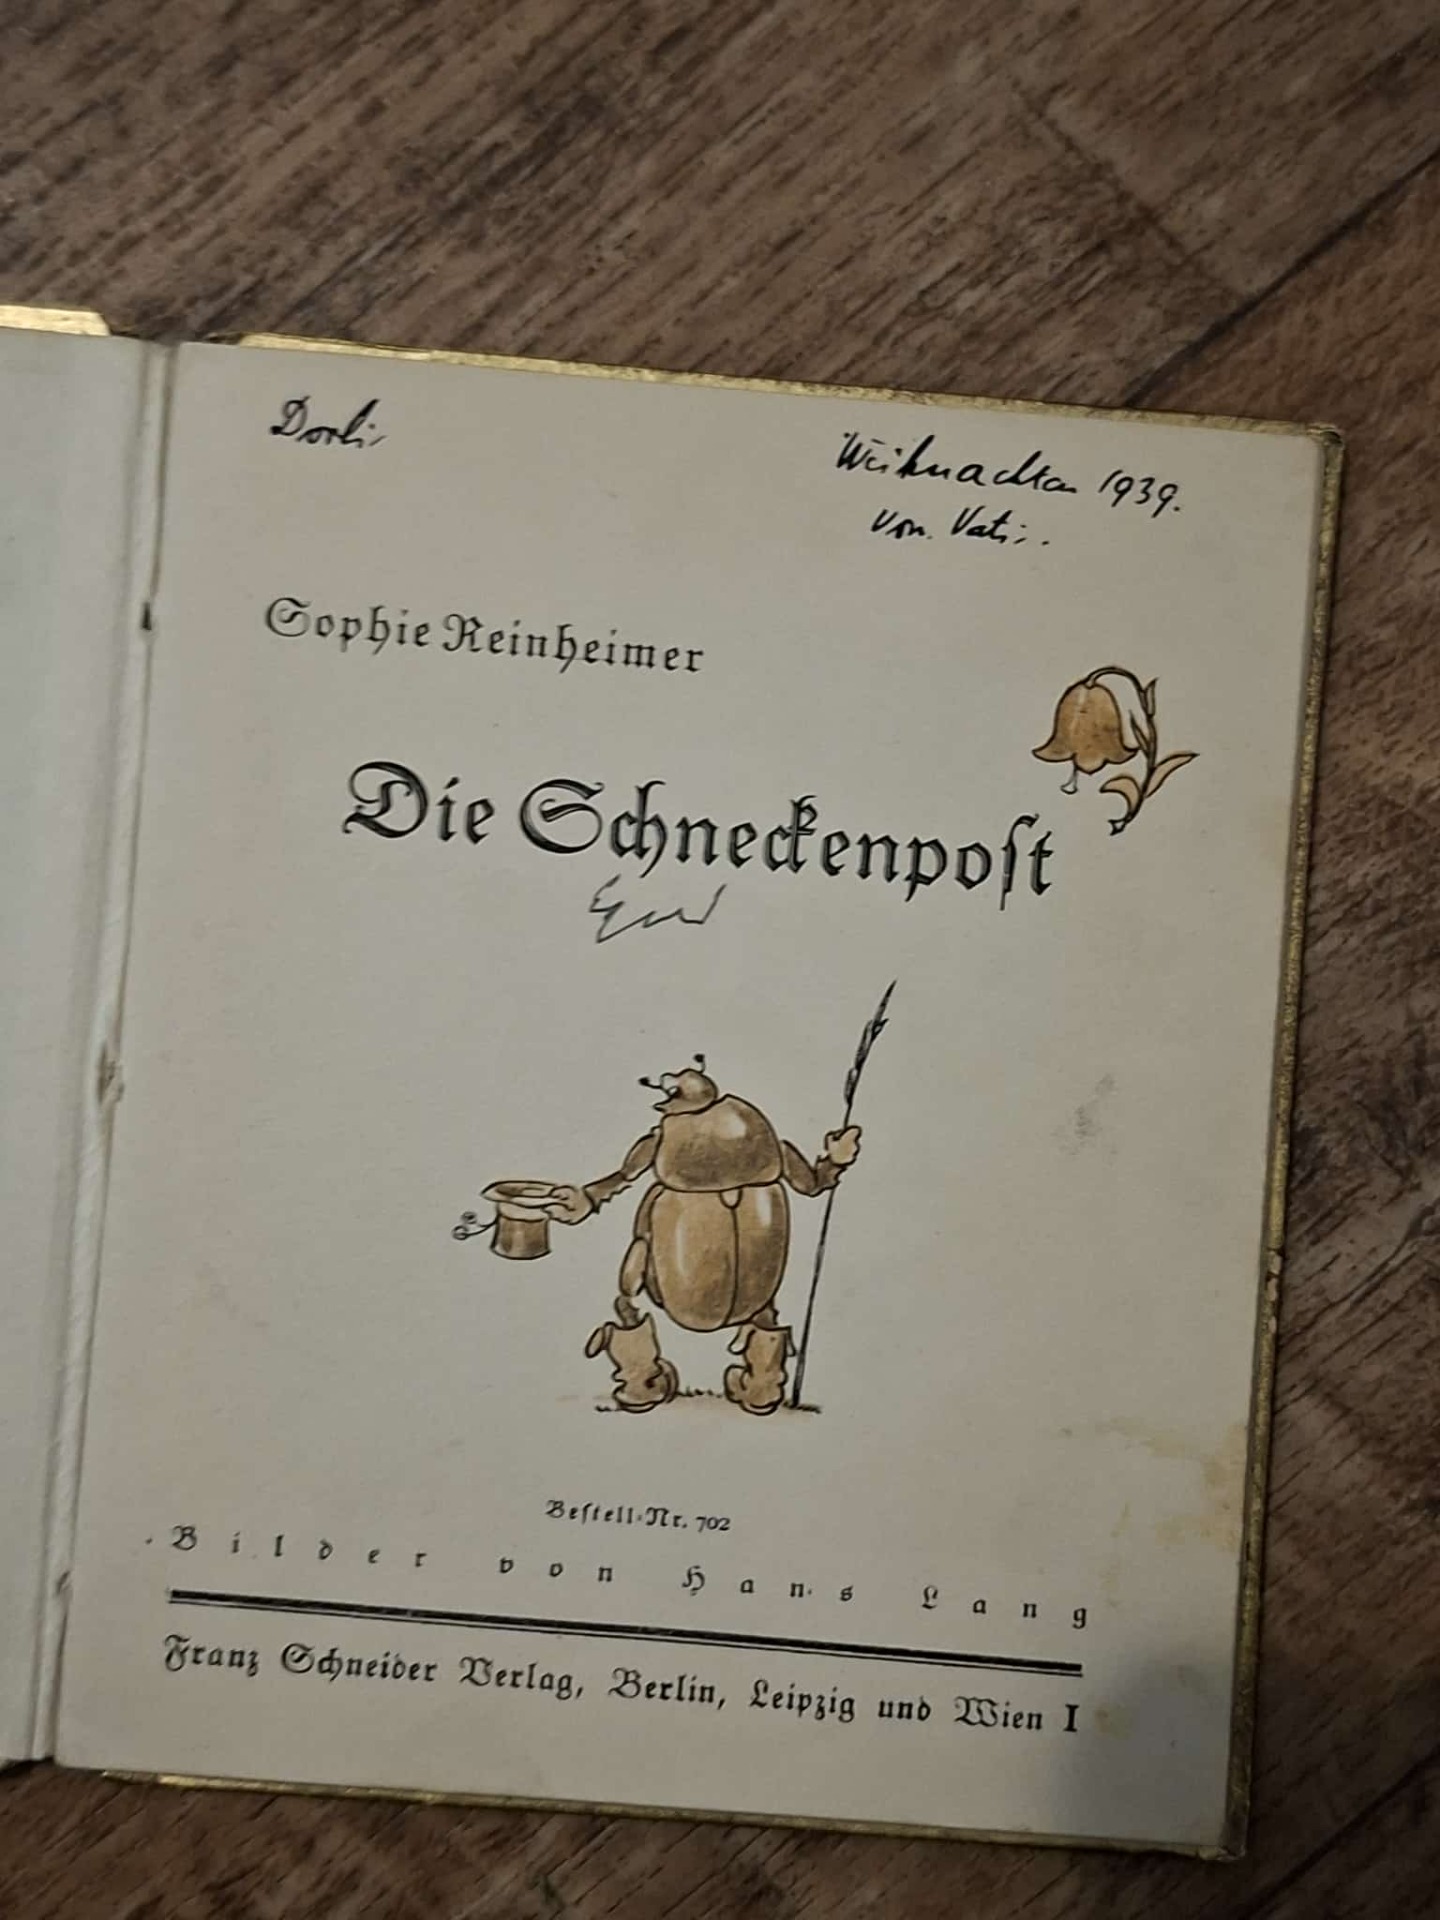 Dorli
Weihnachten 1939.
von Vati.
Sophie Reinheimer
Die Schneckenpoſt
Beſtell-Nr. 702
Bilder von Hans Lang
Franz Schneider Verlag, Berlin, Leipzig und Wien I